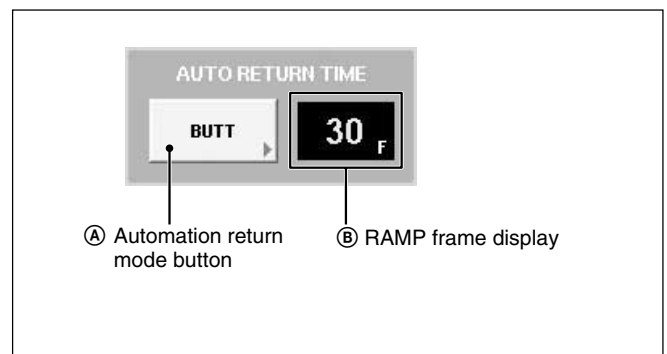 AUTO RETURN TIME
BUTT
30 F
Ⓐ Automation return
mode button
Ⓑ RAMP frame display